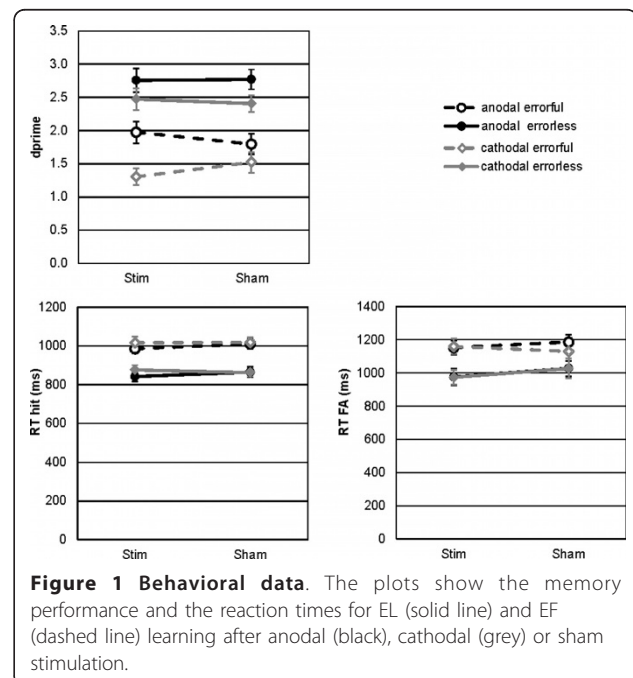 3.5
3.0
2.5
2.0
1.5
1.0
0.5
0.0
dprime
Stim Sham
anodal errorful
anodal errorless
cathodal errorful
cathodal errorless
1200
1000
800
600
400
200
0
RT hit (ms)
Stim Sham
1400
1200
1000
800
600
400
200
0
RT FA (ms)
Stim Sham
Figure 1 Behavioral data. The plots show the memory
performance and the reaction times for EL (solid line) and EF
(dashed line) learning after anodal (black), cathodal (grey) or sham
stimulation.